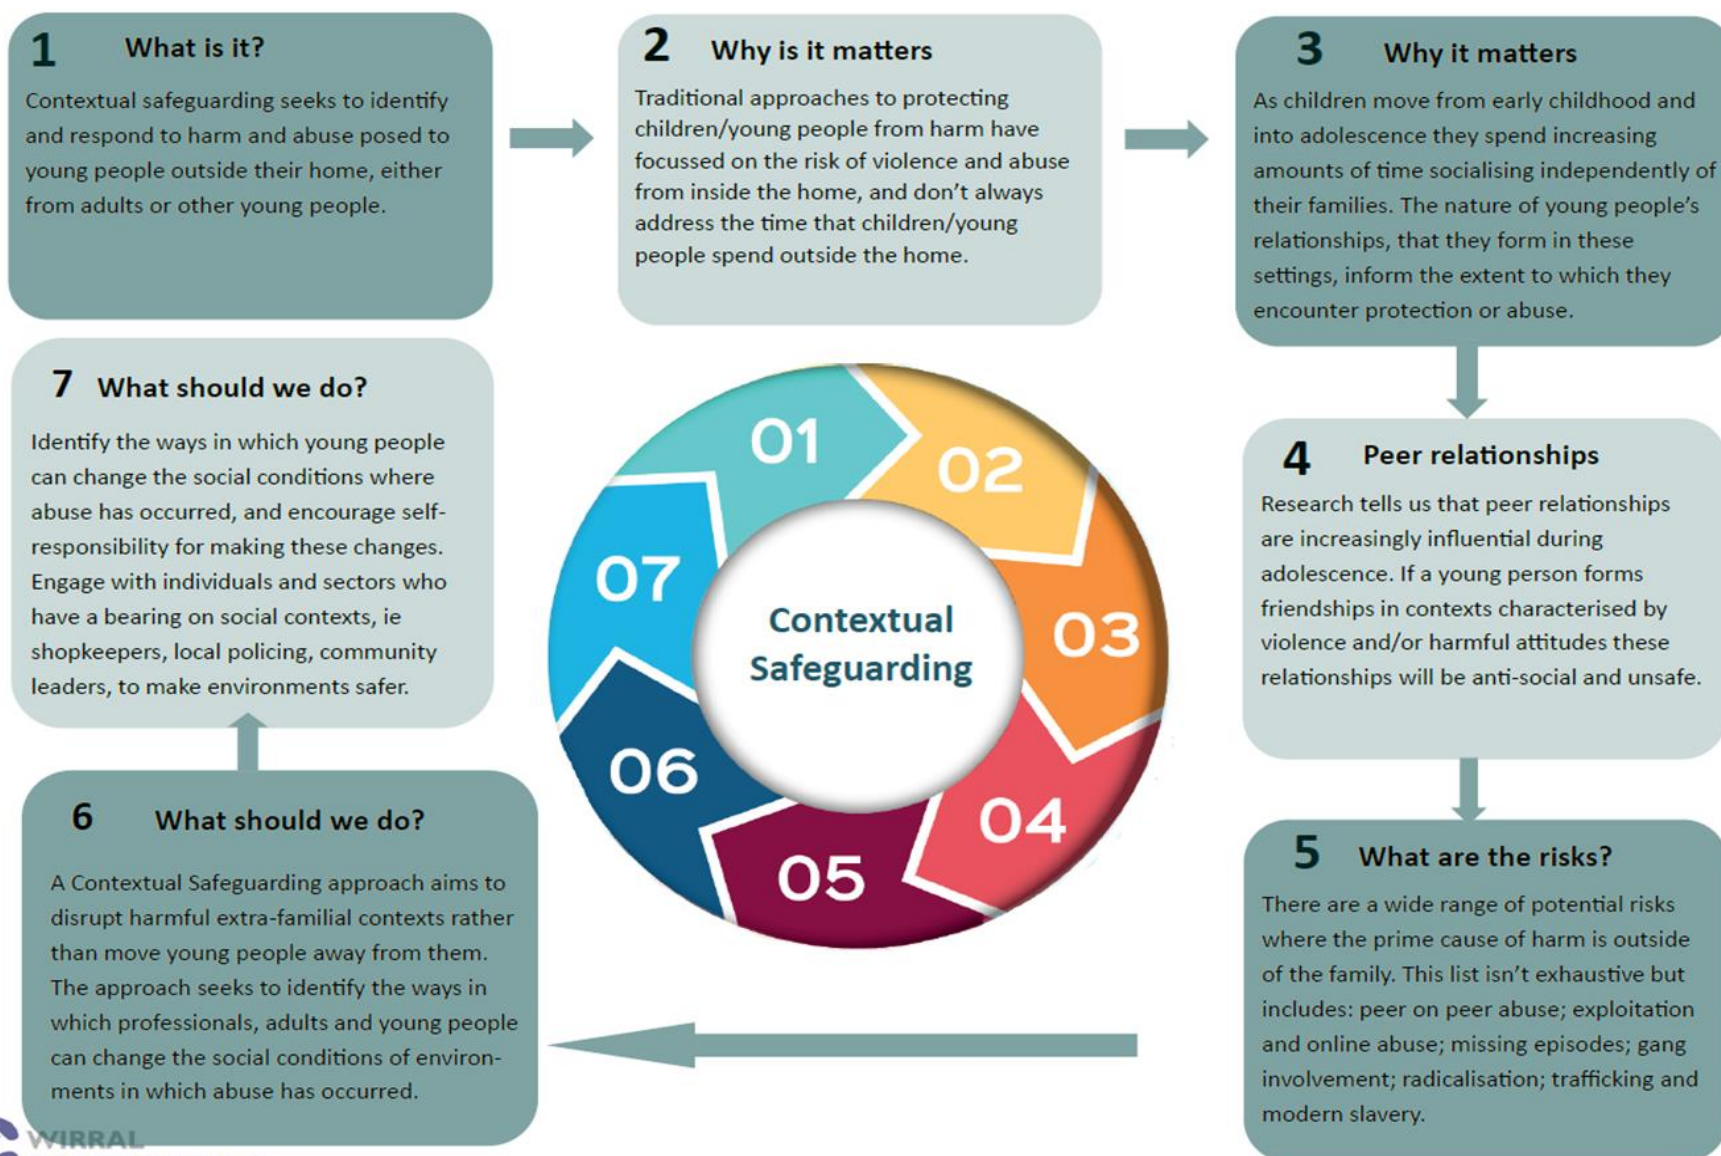 1 What is it?
Contextual safeguarding seeks to identify
and respond to harm and abuse posed to
young people outside their home, either
from adults or other young people.
2 Why is it matters
Traditional approaches to protecting
children/young people from harm have
focussed on the risk of violence and abuse
from inside the home, and don’t always
address the time that children/young
people spend outside the home.
3 Why it matters
As children move from early childhood and
into adolescence they spend increasing
amounts of time socialising independently of
their families. The nature of young people’s
relationships, that they form in these
settings, inform the extent to which they
encounter protection or abuse.
4 Peer relationships
Research tells us that peer relationships
are increasingly influential during
adolescence. If a young person forms
friendships in contexts characterised by
violence and/or harmful attitudes these
relationships will be anti-social and unsafe.
5 What are the risks?
There are a wide range of potential risks
where the prime cause of harm is outside
of the family. This list isn’t exhaustive but
includes: peer on peer abuse; exploitation
and online abuse; missing episodes; gang
involvement; radicalisation; trafficking and
modern slavery.
6 What should we do?
A Contextual Safeguarding approach aims to
disrupt harmful extra-familial contexts rather
than move young people away from them.
The approach seeks to identify the ways in
which professionals, adults and young people
can change the social conditions of environ-
ments in which abuse has occurred.
7 What should we do?
Identify the ways in which young people
can change the social conditions where
abuse has occurred, and encourage self-
responsibility for making these changes.
Engage with individuals and sectors who
have a bearing on social contexts, ie
shopkeepers, local policing, community
leaders, to make environments safer.
01
02
03
04
05
06
07
Contextual
Safeguarding
WIRRAL